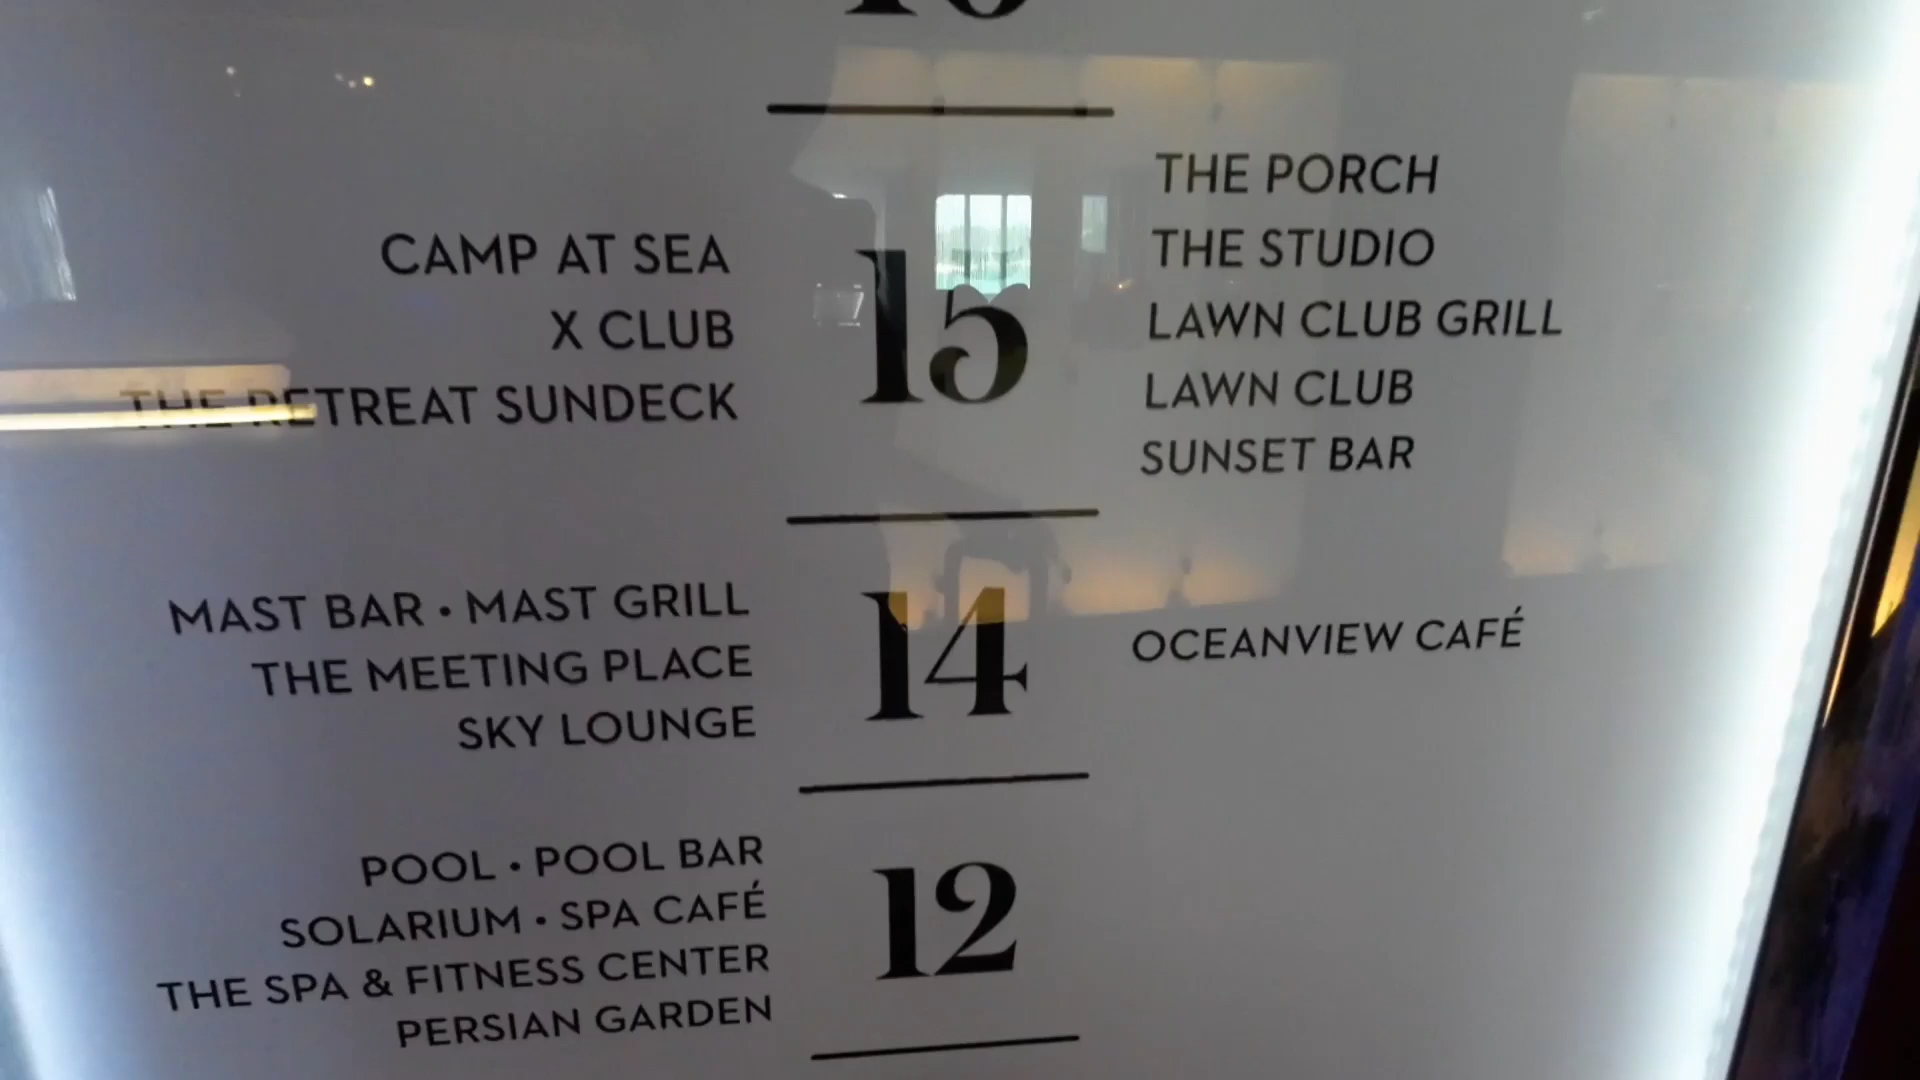 16
CAMP AT SEA
X CLUB
THE RETREAT SUNDECK
15
THE PORCH
THE STUDIO
LAWN CLUB GRILL
LAWN CLUB
SUNSET BAR
MAST BAR • MAST GRILL
THE MEETING PLACE
SKY LOUNGE
14
OCEANVIEW CAFÉ
POOL • POOL BAR
SOLARIUM • SPA CAFÉ
THE SPA & FITNESS CENTER
PERSIAN GARDEN
12